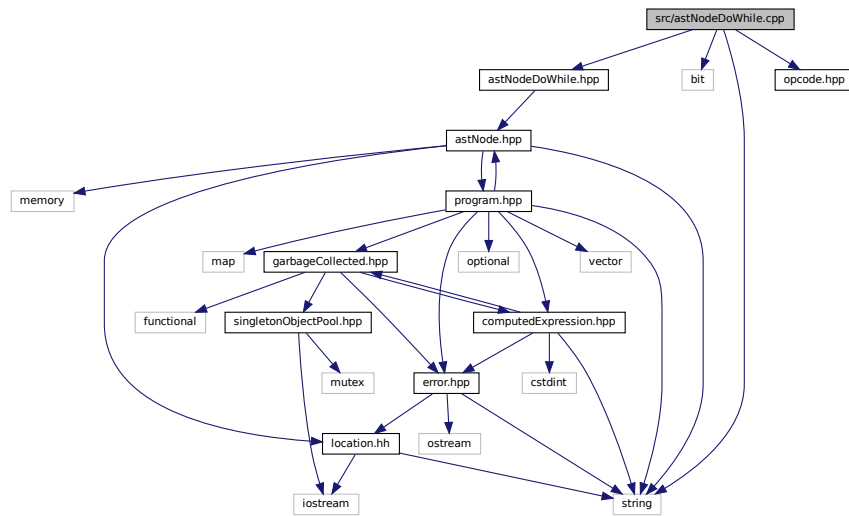 src/astNodeDoWhile.cpp
astNodeDoWhile.hpp
bit
opcode.hpp
astNode.hpp
memory
program.hpp
map
garbageCollected.hpp
optional
vector
functional
singletonObjectPool.hpp
computedExpression.hpp
mutex
error.hpp
cstdint
location.hh
ostream
iostream
string